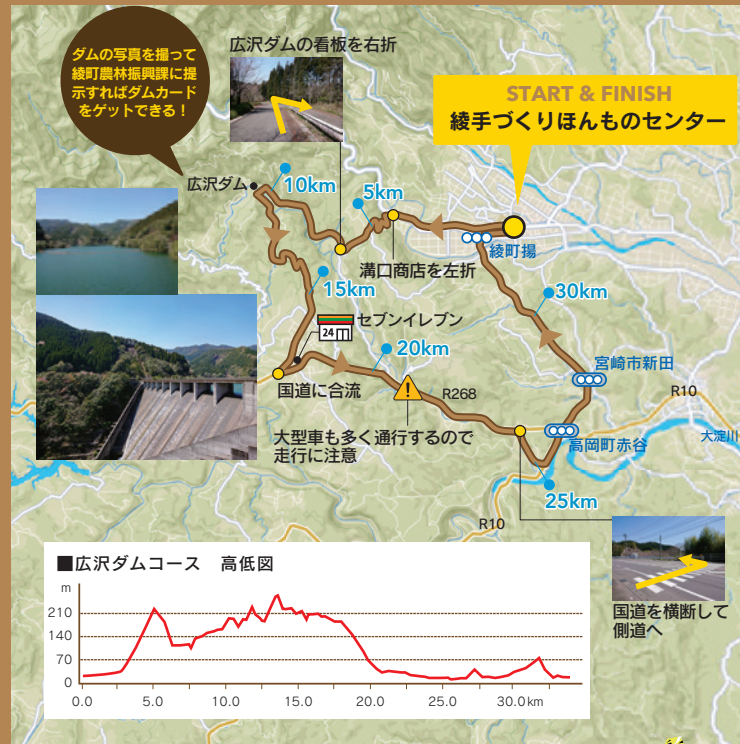 ダムの写真を撮って
綾町農林振興課に提
示すればダムカード
をゲットできる！
広沢ダムの看板を右折
START & FINISH
綾手づくりほんものセンター
広沢ダム
10km
5km
綾町揚
溝口商店を左折
15km
30km
セブンイレブン
24
20km
宮崎市新田
国道に合流
R268
R10
大型車も多く通行するので
走行に注意
高岡町赤谷
大淀川
25km
R10
国道を横断して
側道へ
■広沢ダムコース　高低図
m
210
140
70
0
0.0 5.0 10.0 15.0 20.0 25.0 30.0km